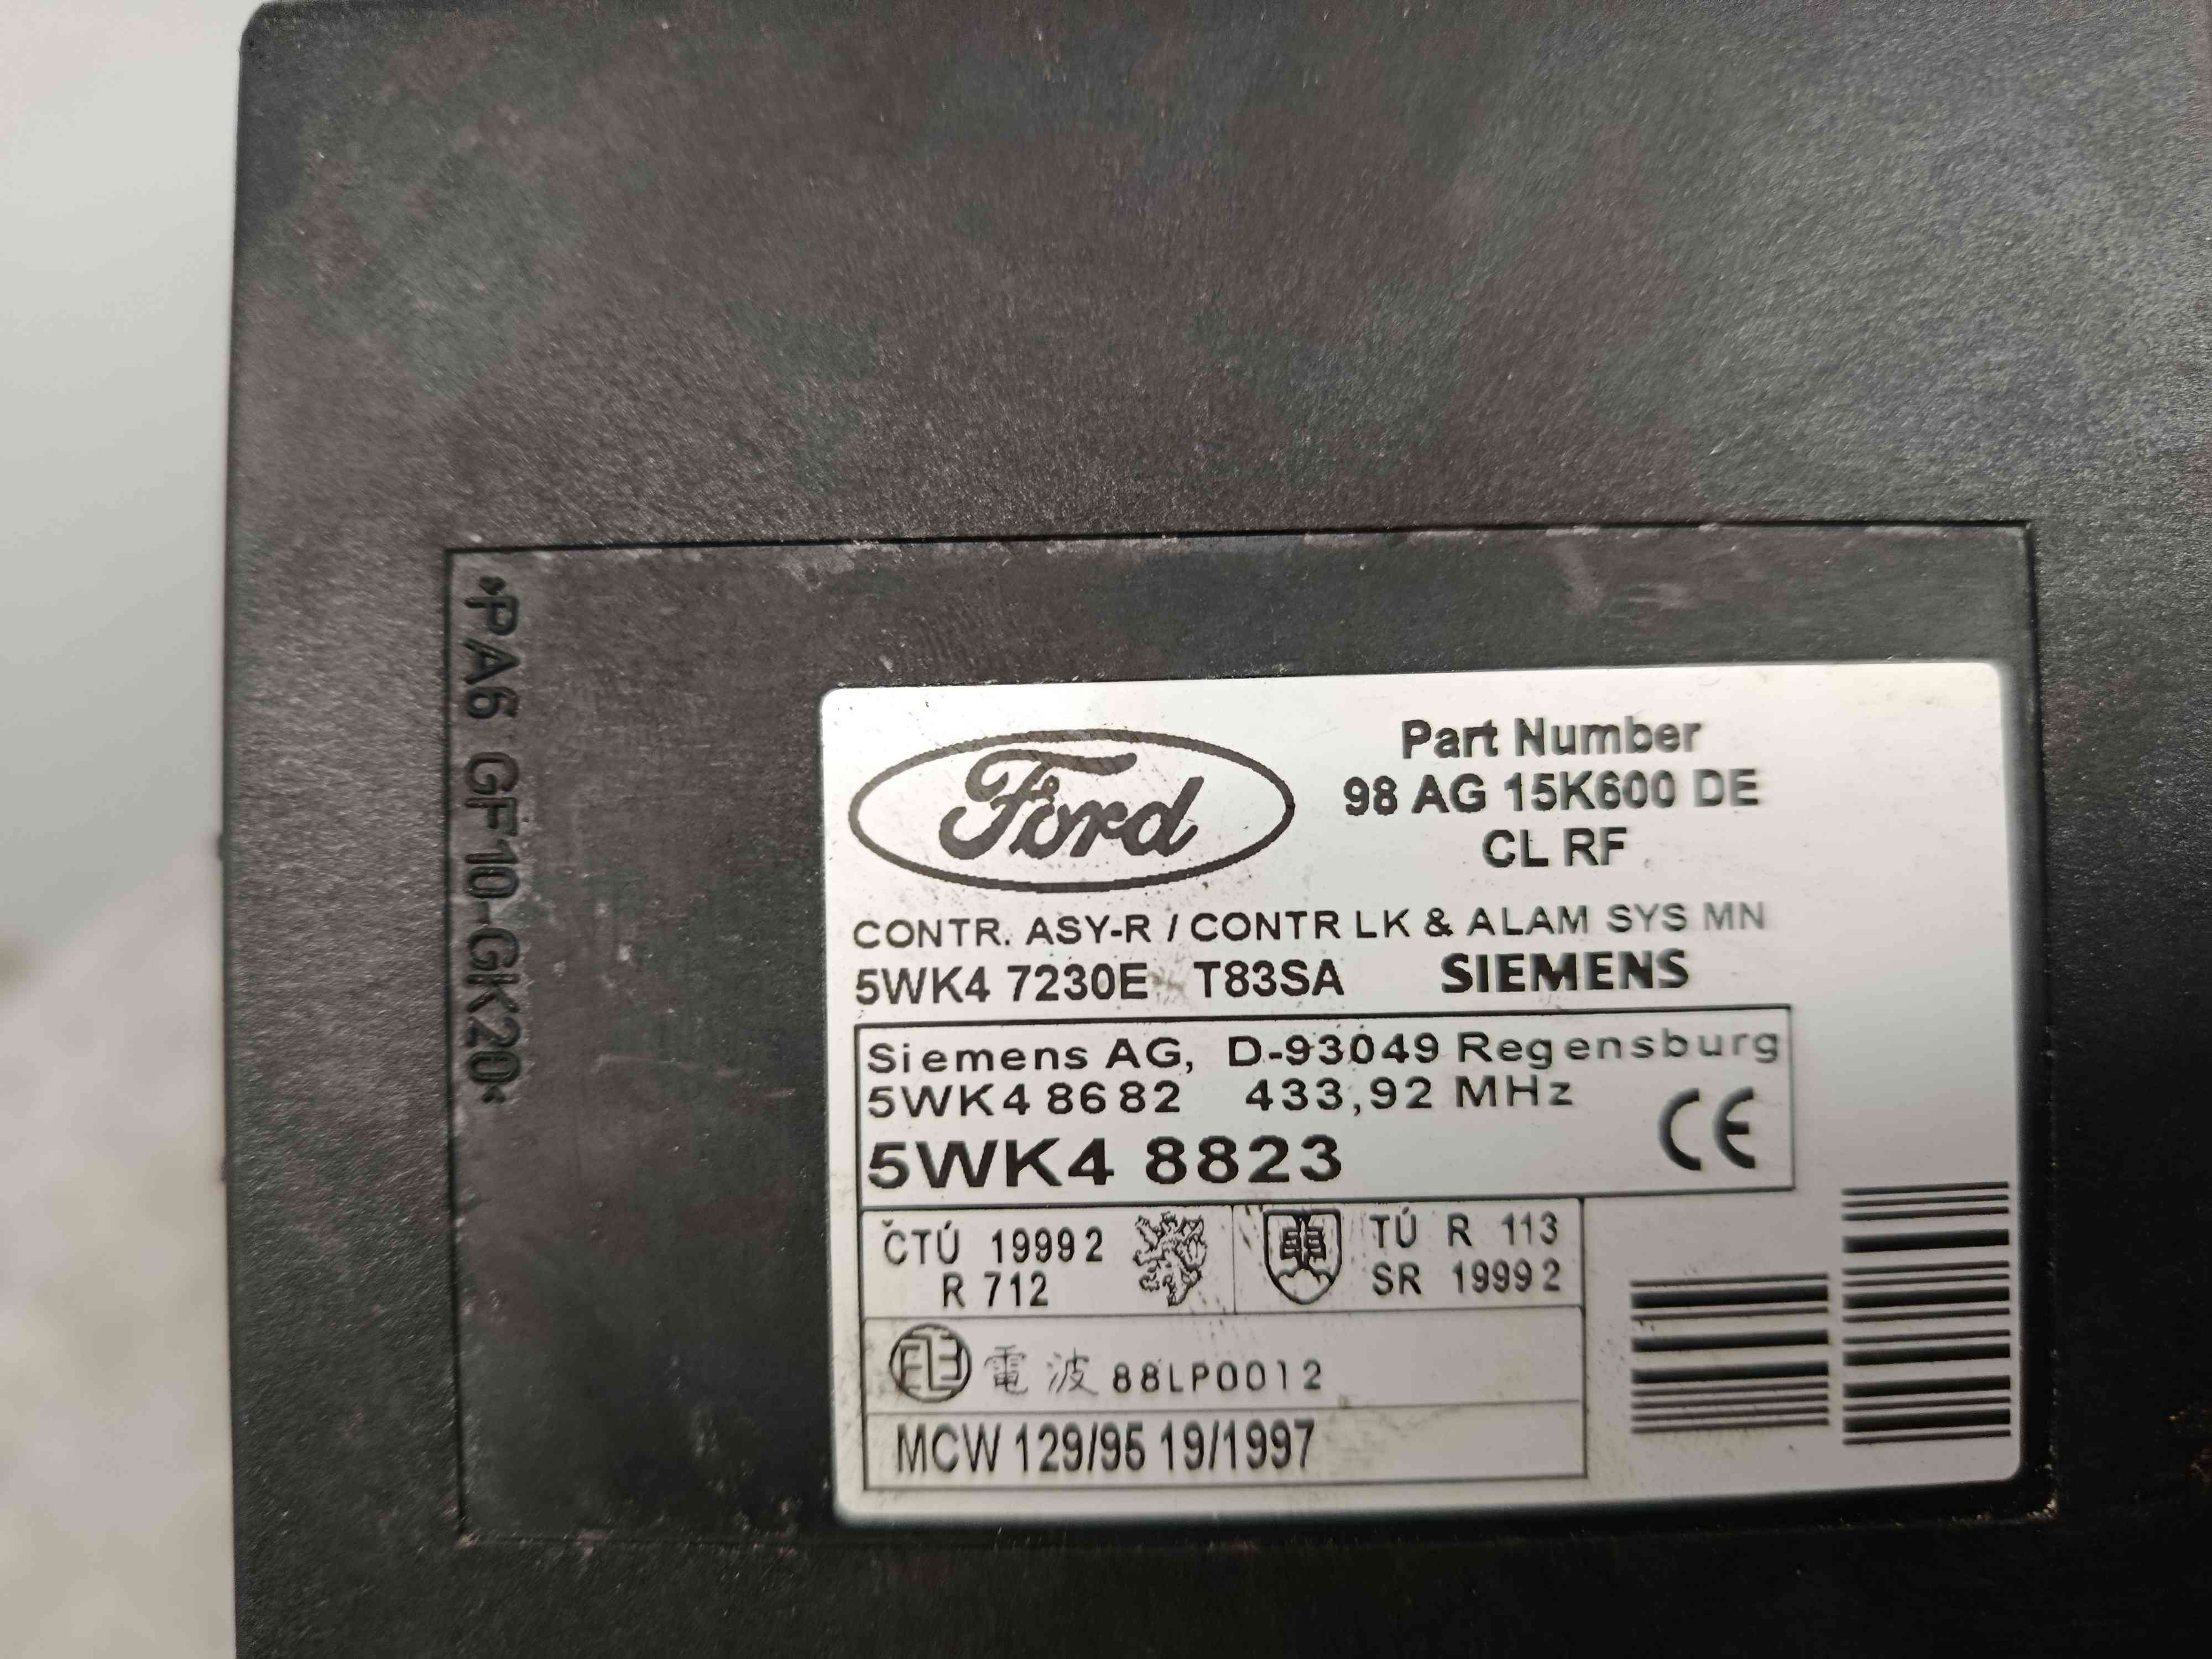 >PA6 GF10-GK20<
Ford
Part Number
98 AG 15K600 DE
CL RF
CONTR. ASY-R / CONTR LK & ALAM SYS MN
5WK4 7230E T83SA SIEMENS
Siemens AG, D-93049 Regensburg
5WK4 8682 433,92 MHz
5WK4 8823 CE
ČTÚ 1999 2
R 712
TÚ R 113
SR 1999 2
電波 88LP0012
MCW 129/95 19/1997